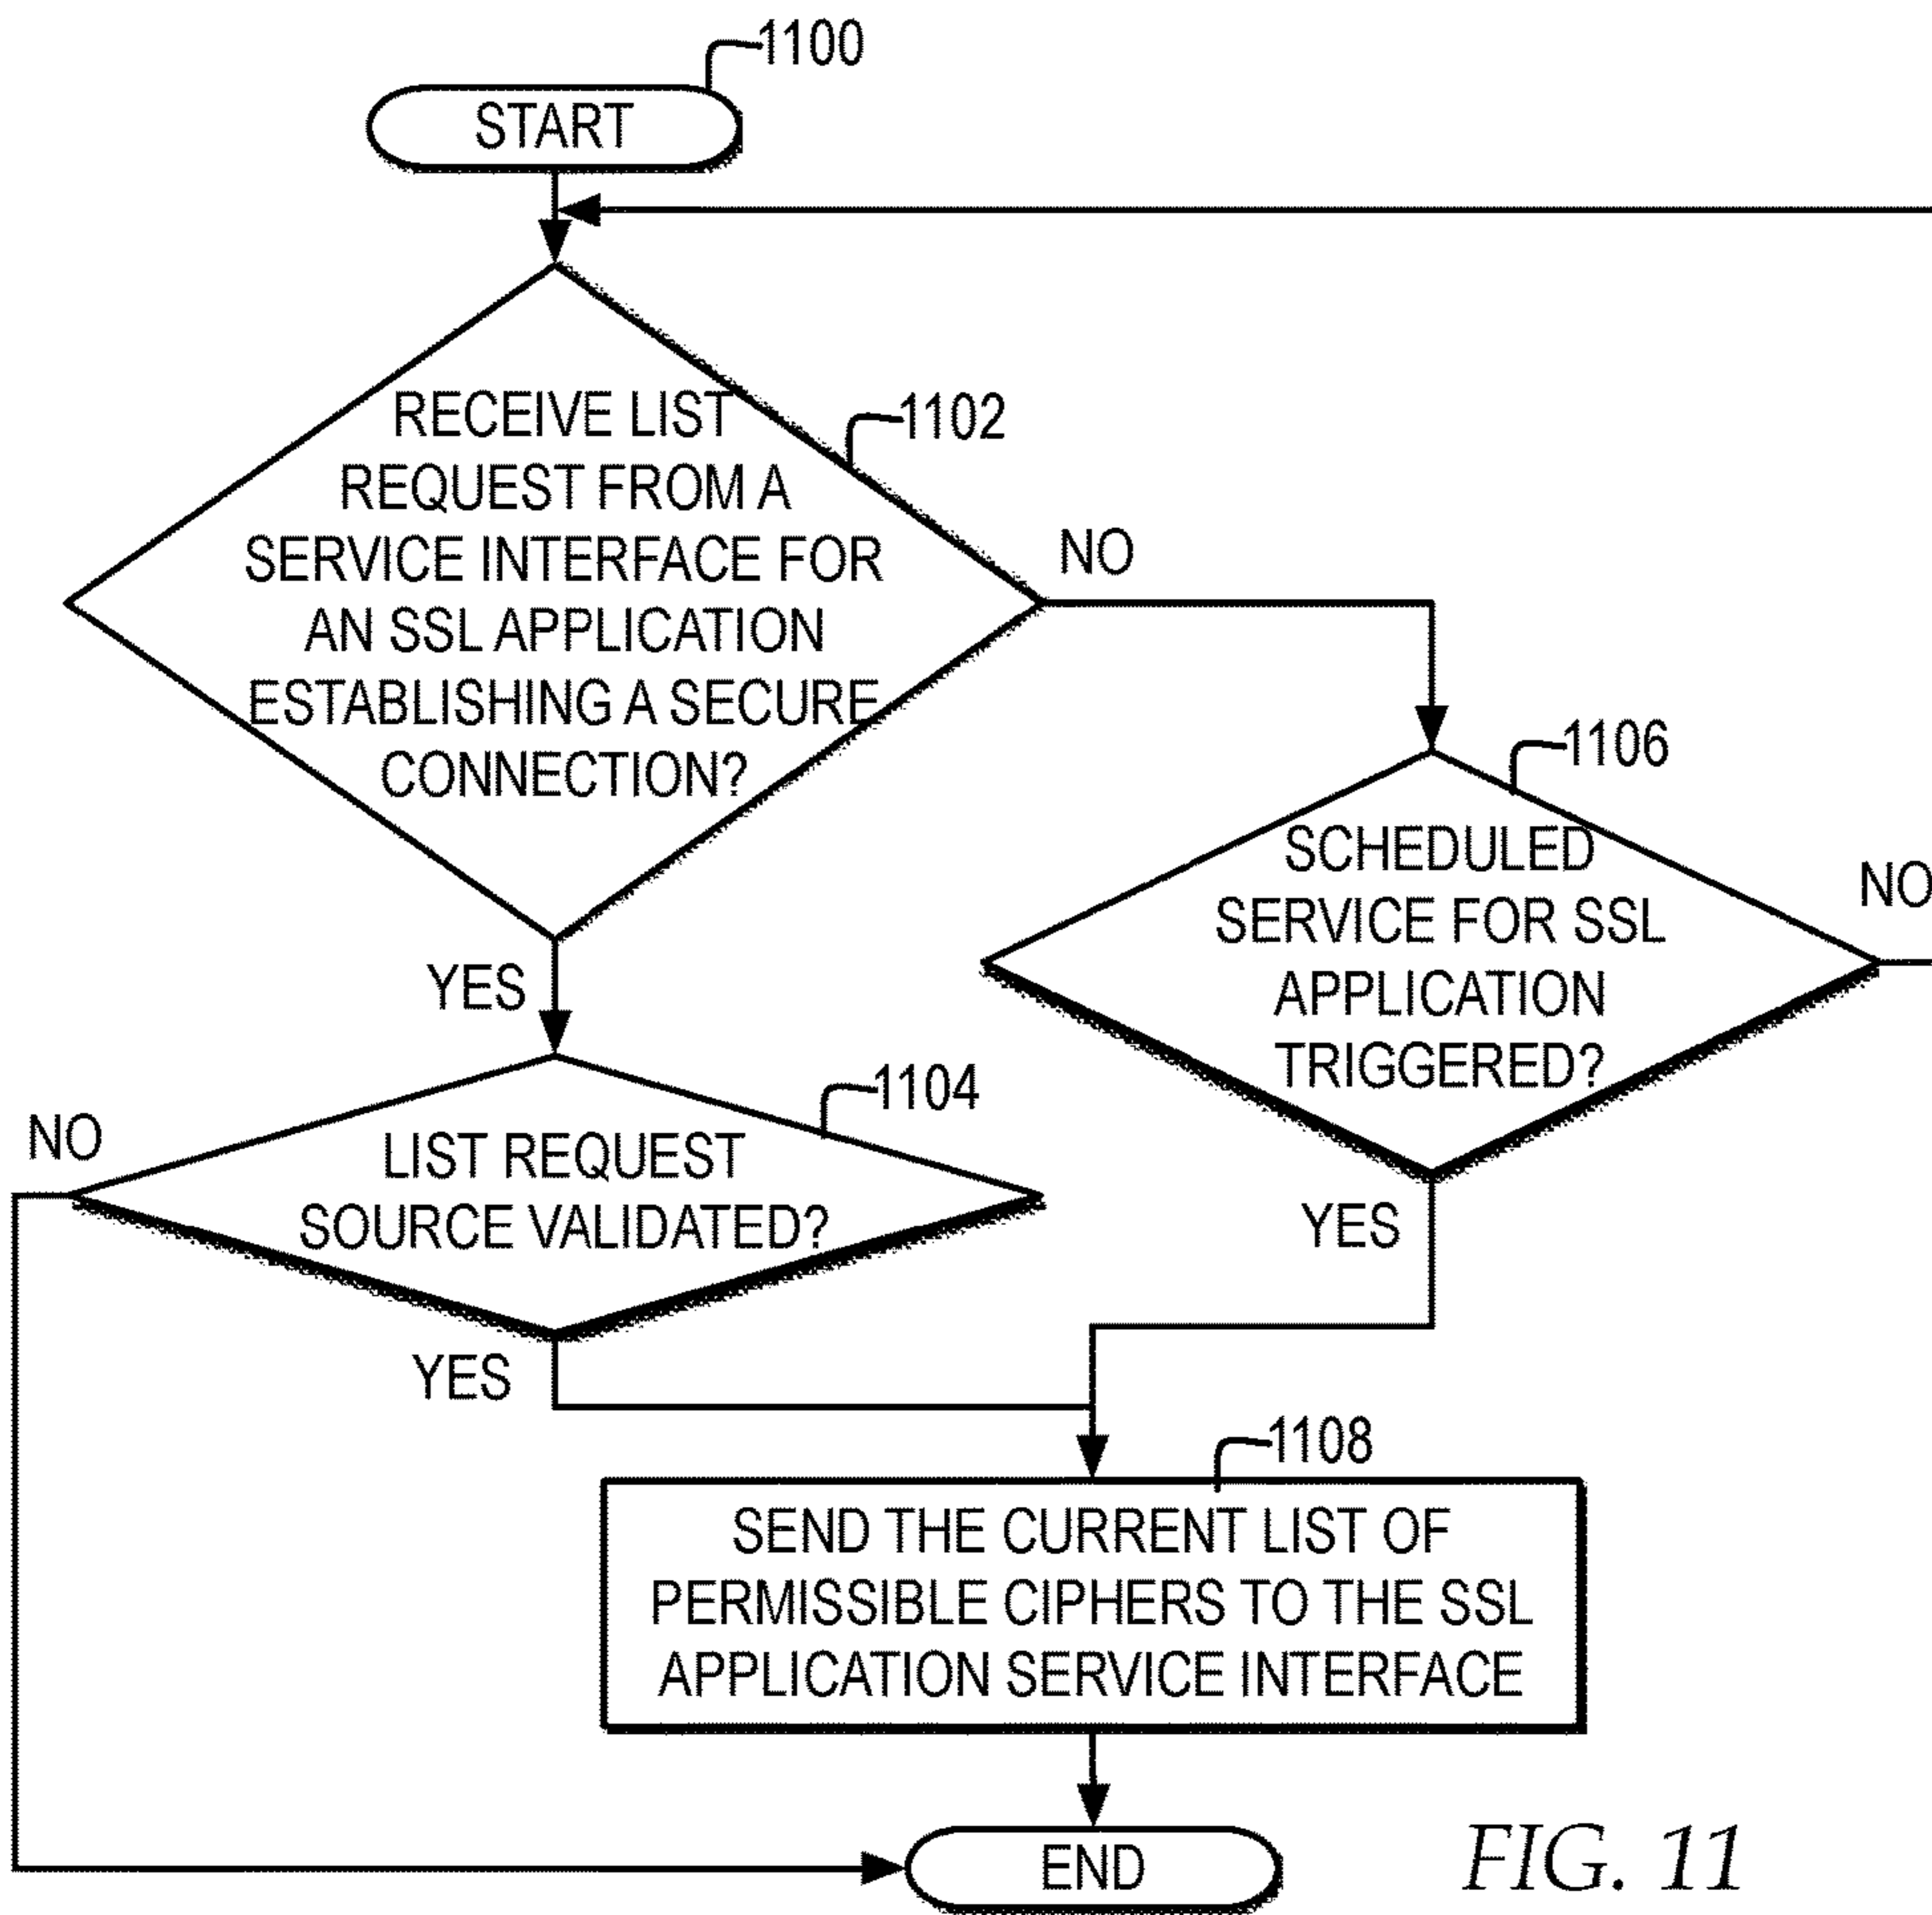 1100
START
RECEIVE LIST
REQUEST FROM A
SERVICE INTERFACE FOR
AN SSL APPLICATION
ESTABLISHING A SECURE
CONNECTION?
1102
NO
YES
1106
SCHEDULED
SERVICE FOR SSL
APPLICATION
TRIGGERED?
NO
YES
1104
LIST REQUEST
SOURCE VALIDATED?
NO
YES
1108
SEND THE CURRENT LIST OF
PERMISSIBLE CIPHERS TO THE SSL
APPLICATION SERVICE INTERFACE
END
FIG. 11